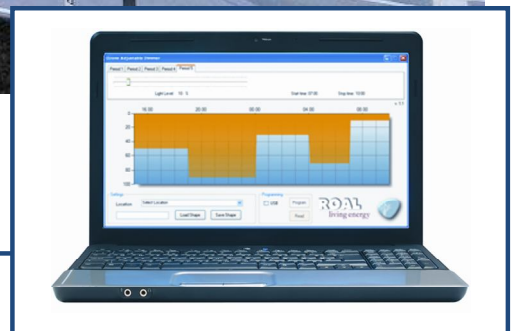 Period 1 Period 2 Period 3 Period 4 Period 5
Light Level: 10 % Start time: 07:00 Stop time: 10:00
16:00 20:00 00:00 04:00 08:00
0
20
40
60
80
100
Settings
Programming
Location: Select Location
USB
Program
Load Shape
Save Shape
Read
ROAL
living energy